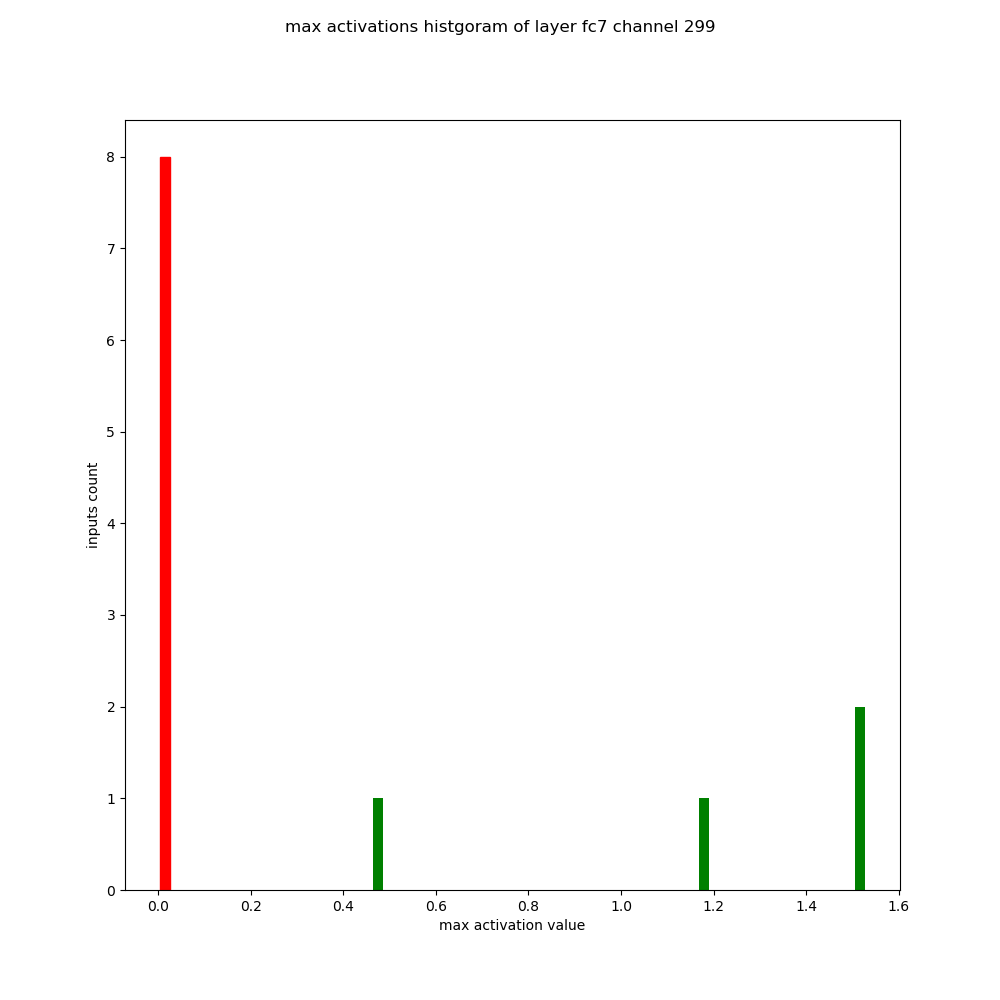 max activations histgoram of layer fc7 channel 299
8
7
6
5
4
3
2
1
0
inputs count
0.0 0.2 0.4 0.6 0.8 1.0 1.2 1.4 1.6
max activation value